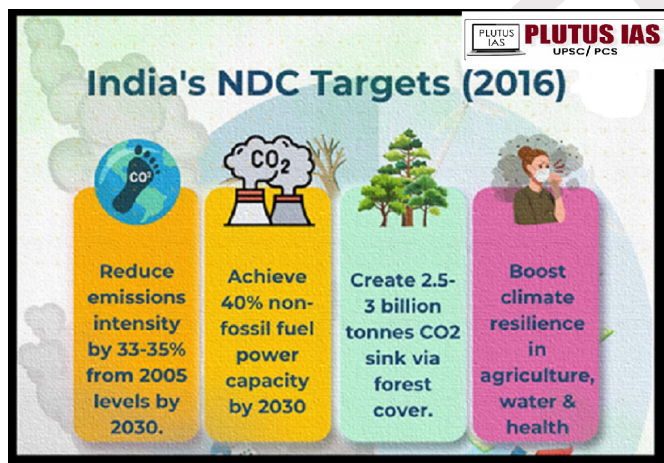 PLUTUS
IAS
PLUTUS IAS
UPSC/ PCS
India's NDC Targets (2016)
CO²
CO₂
Reduce
emissions
intensity
by 33-35%
from 2005
levels by
2030.
Achieve
40% non-
fossil fuel
power
capacity
by 2030
Create 2.5-
3 billion
tonnes CO2
sink via
forest
cover.
Boost
climate
resilience
in
agriculture,
water &
health